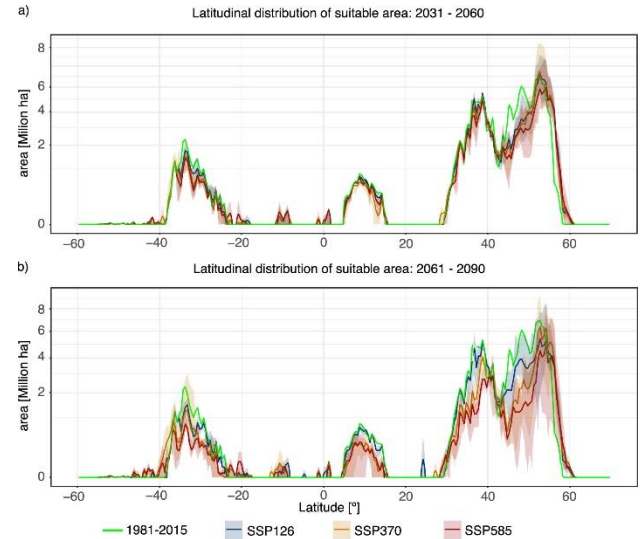 a)
Latitudinal distribution of suitable area: 2031 - 2060
area [Milion ha]
8
6
4
2
0
−60
−40
−20
0
20
40
60
b)
Latitudinal distribution of suitable area: 2061 - 2090
area [Million ha]
8
6
4
2
0
−60
−40
−20
0
20
40
60
Latitude [º]
1981-2015
SSP126
SSP370
SSP585